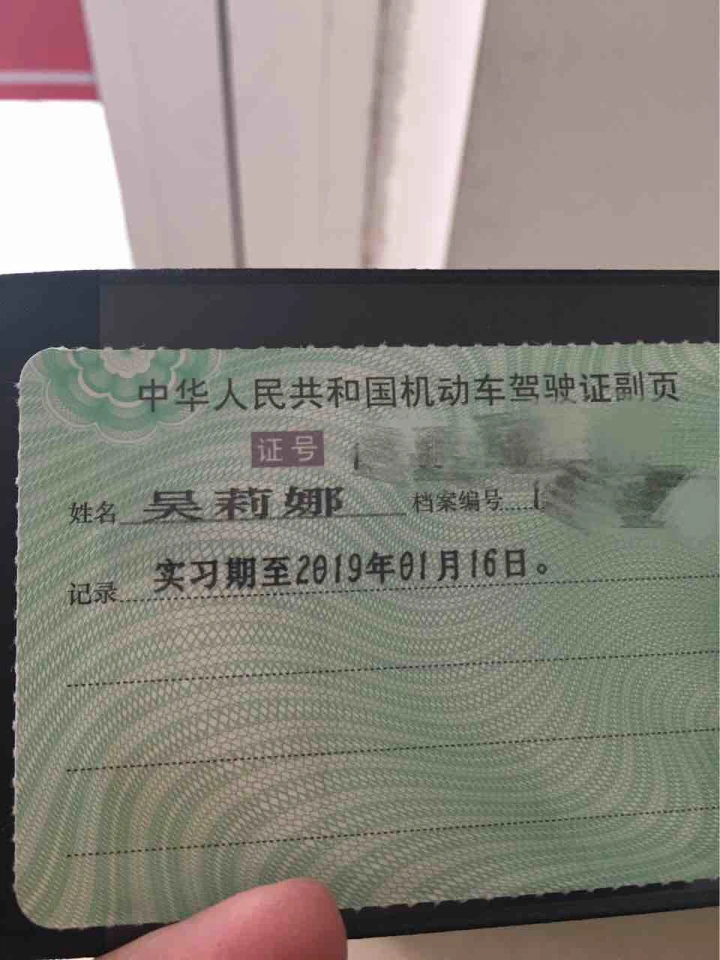 中华人民共和国机动车驾驶证副页
证号
姓名 吴莉娜 档案编号
记录 实习期至2019年01月16日。